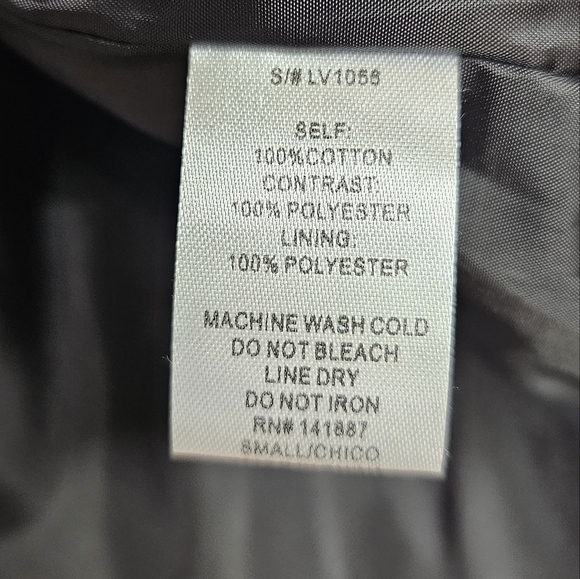 S/# LV1056
SELF:
100%COTTON
CONTRAST:
100% POLYESTER
LINING:
100% POLYESTER
MACHINE WASH COLD
DO NOT BLEACH
LINE DRY
DO NOT IRON
RN# 141887
SMALL/CHICO